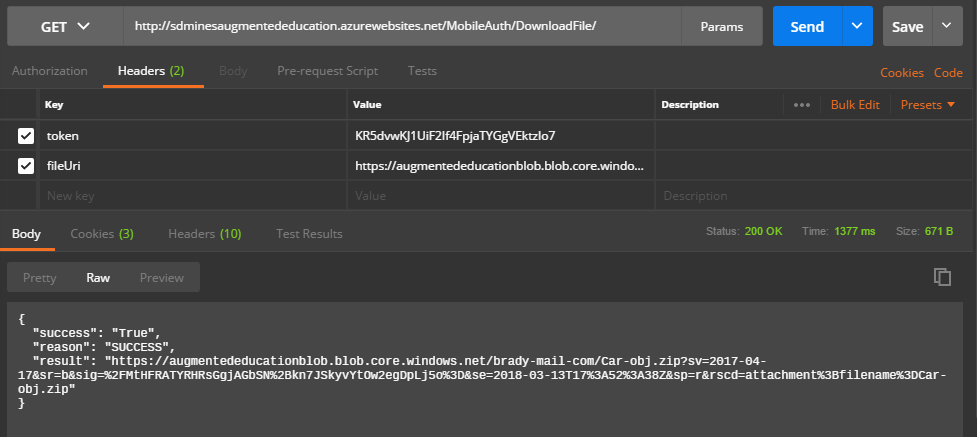 GET http://sdminesaugmentededucation.azurewebsites.net/MobileAuth/DownloadFile/ Params Send Save
Authorization Headers (2) Body Pre-request Script Tests Cookies Code
Key Value Description Bulk Edit Presets
token KR5dvwKJ1UiF2If4FpjaTYGgVEktzIo7
fileUri https://augmentededucationblob.blob.core.windo...
New key Value Description
Body Cookies (3) Headers (10) Test Results Status: 200 OK Time: 1377 ms Size: 671 B
Pretty Raw Preview
{
"success": "True",
"reason": "SUCCESS",
"result": "https://augmentededucationblob.blob.core.windows.net/brady-mail-com/Car-obj.zip?sv=2017-04-
17&sr=b&sig=%2FMtHFRATYRHRsGgjAGbSN%2Bkn7JSkyvYtOw2egDpLj5o%3D&se=2018-03-13T17%3A52%3A38Z&sp=r&rscd=attachment%3Bfilename%3DCar-
obj.zip"
}